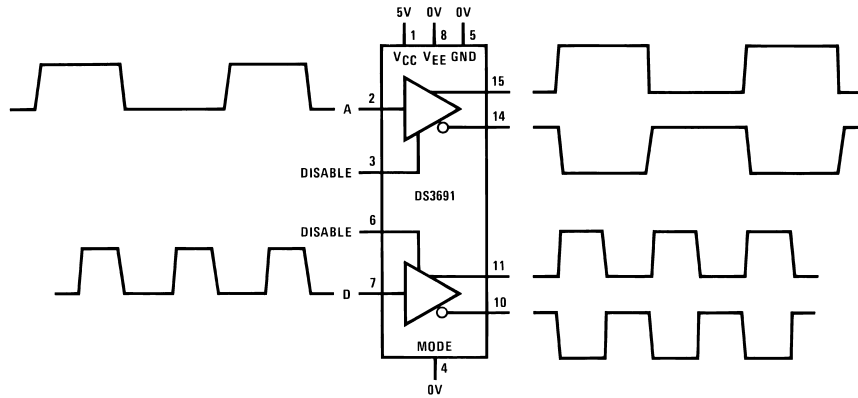 5V 0V 0V
1 8 5
VCC VEE GND
15
2
A
14
3
DISABLE
DS3691
6
DISABLE
11
7
D
10
MODE
4
0V